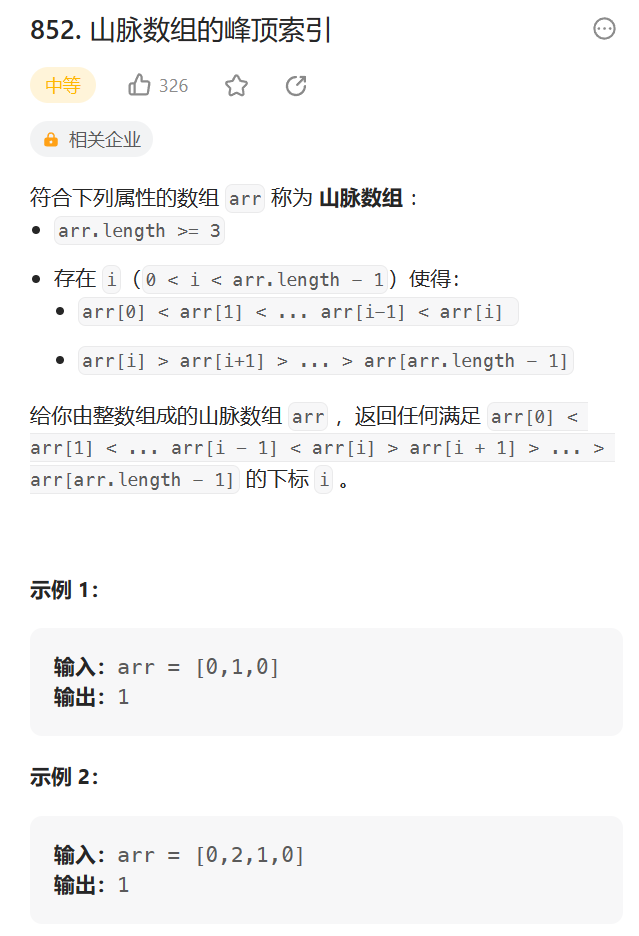 852. 山脉数组的峰顶索引
中等 326
相关企业
符合下列属性的数组 arr 称为 山脉数组 ：
arr.length >= 3
存在 i（0 < i < arr.length - 1）使得：
arr[0] < arr[1] < ... arr[i-1] < arr[i]
arr[i] > arr[i+1] > ... > arr[arr.length - 1]
给你由整数组成的山脉数组 arr ，返回任何满足 arr[0] <
arr[1] < ... arr[i - 1] < arr[i] > arr[i + 1] > ... >
arr[arr.length - 1] 的下标 i 。
示例 1：
输入：arr = [0,1,0]
输出：1
示例 2：
输入：arr = [0,2,1,0]
输出：1